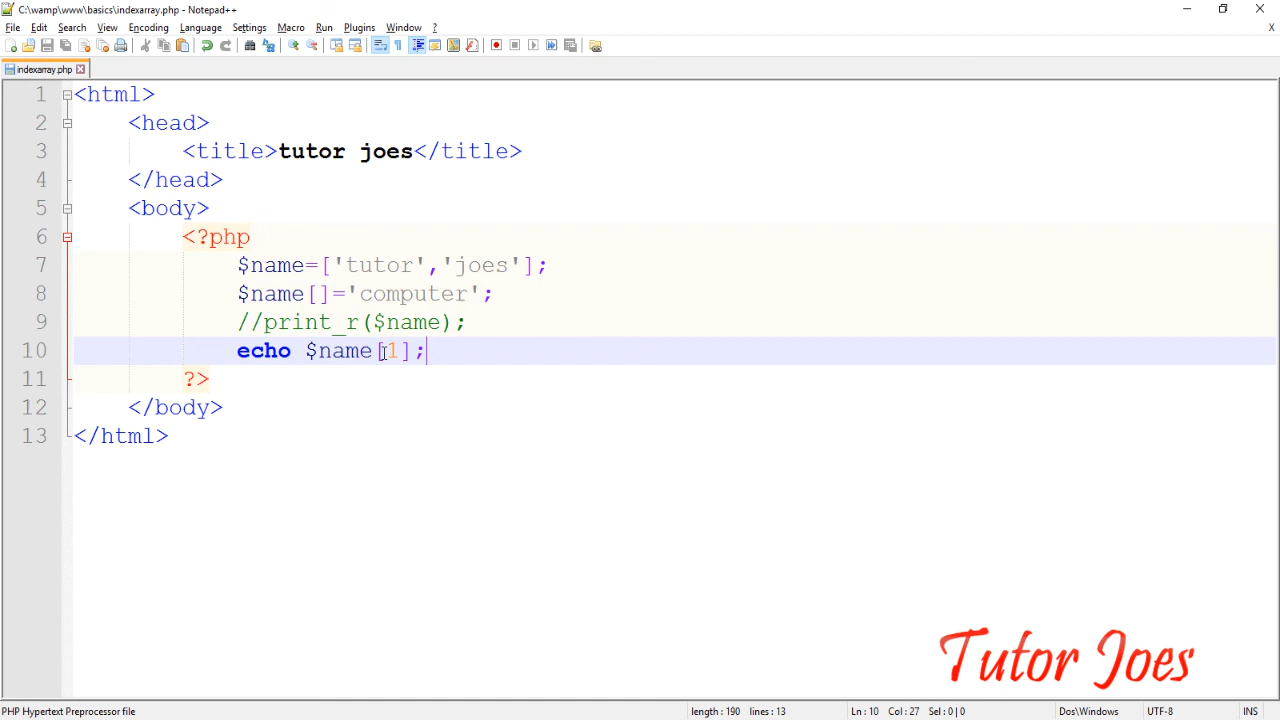 C:\wamp\www\basics\indexarray.php - Notepad++
File Edit Search View Encoding Language Settings Macro Run Plugins Window ?
X
indexarray.php
1 <html>
2 <head>
3 <title>tutor joes</title>
4 </head>
5 <body>
6 <?php
7 $name=['tutor','joes'];
8 $name[]='computer';
9 //print_r($name);
10 echo $name[1];
11 ?>
12 </body>
13 </html>
Tutor Joes
PHP Hypertext Preprocessor file length : 190 lines : 13 Ln : 10 Col : 27 Sel : 0 | 0 Dos\Windows UTF-8 INS